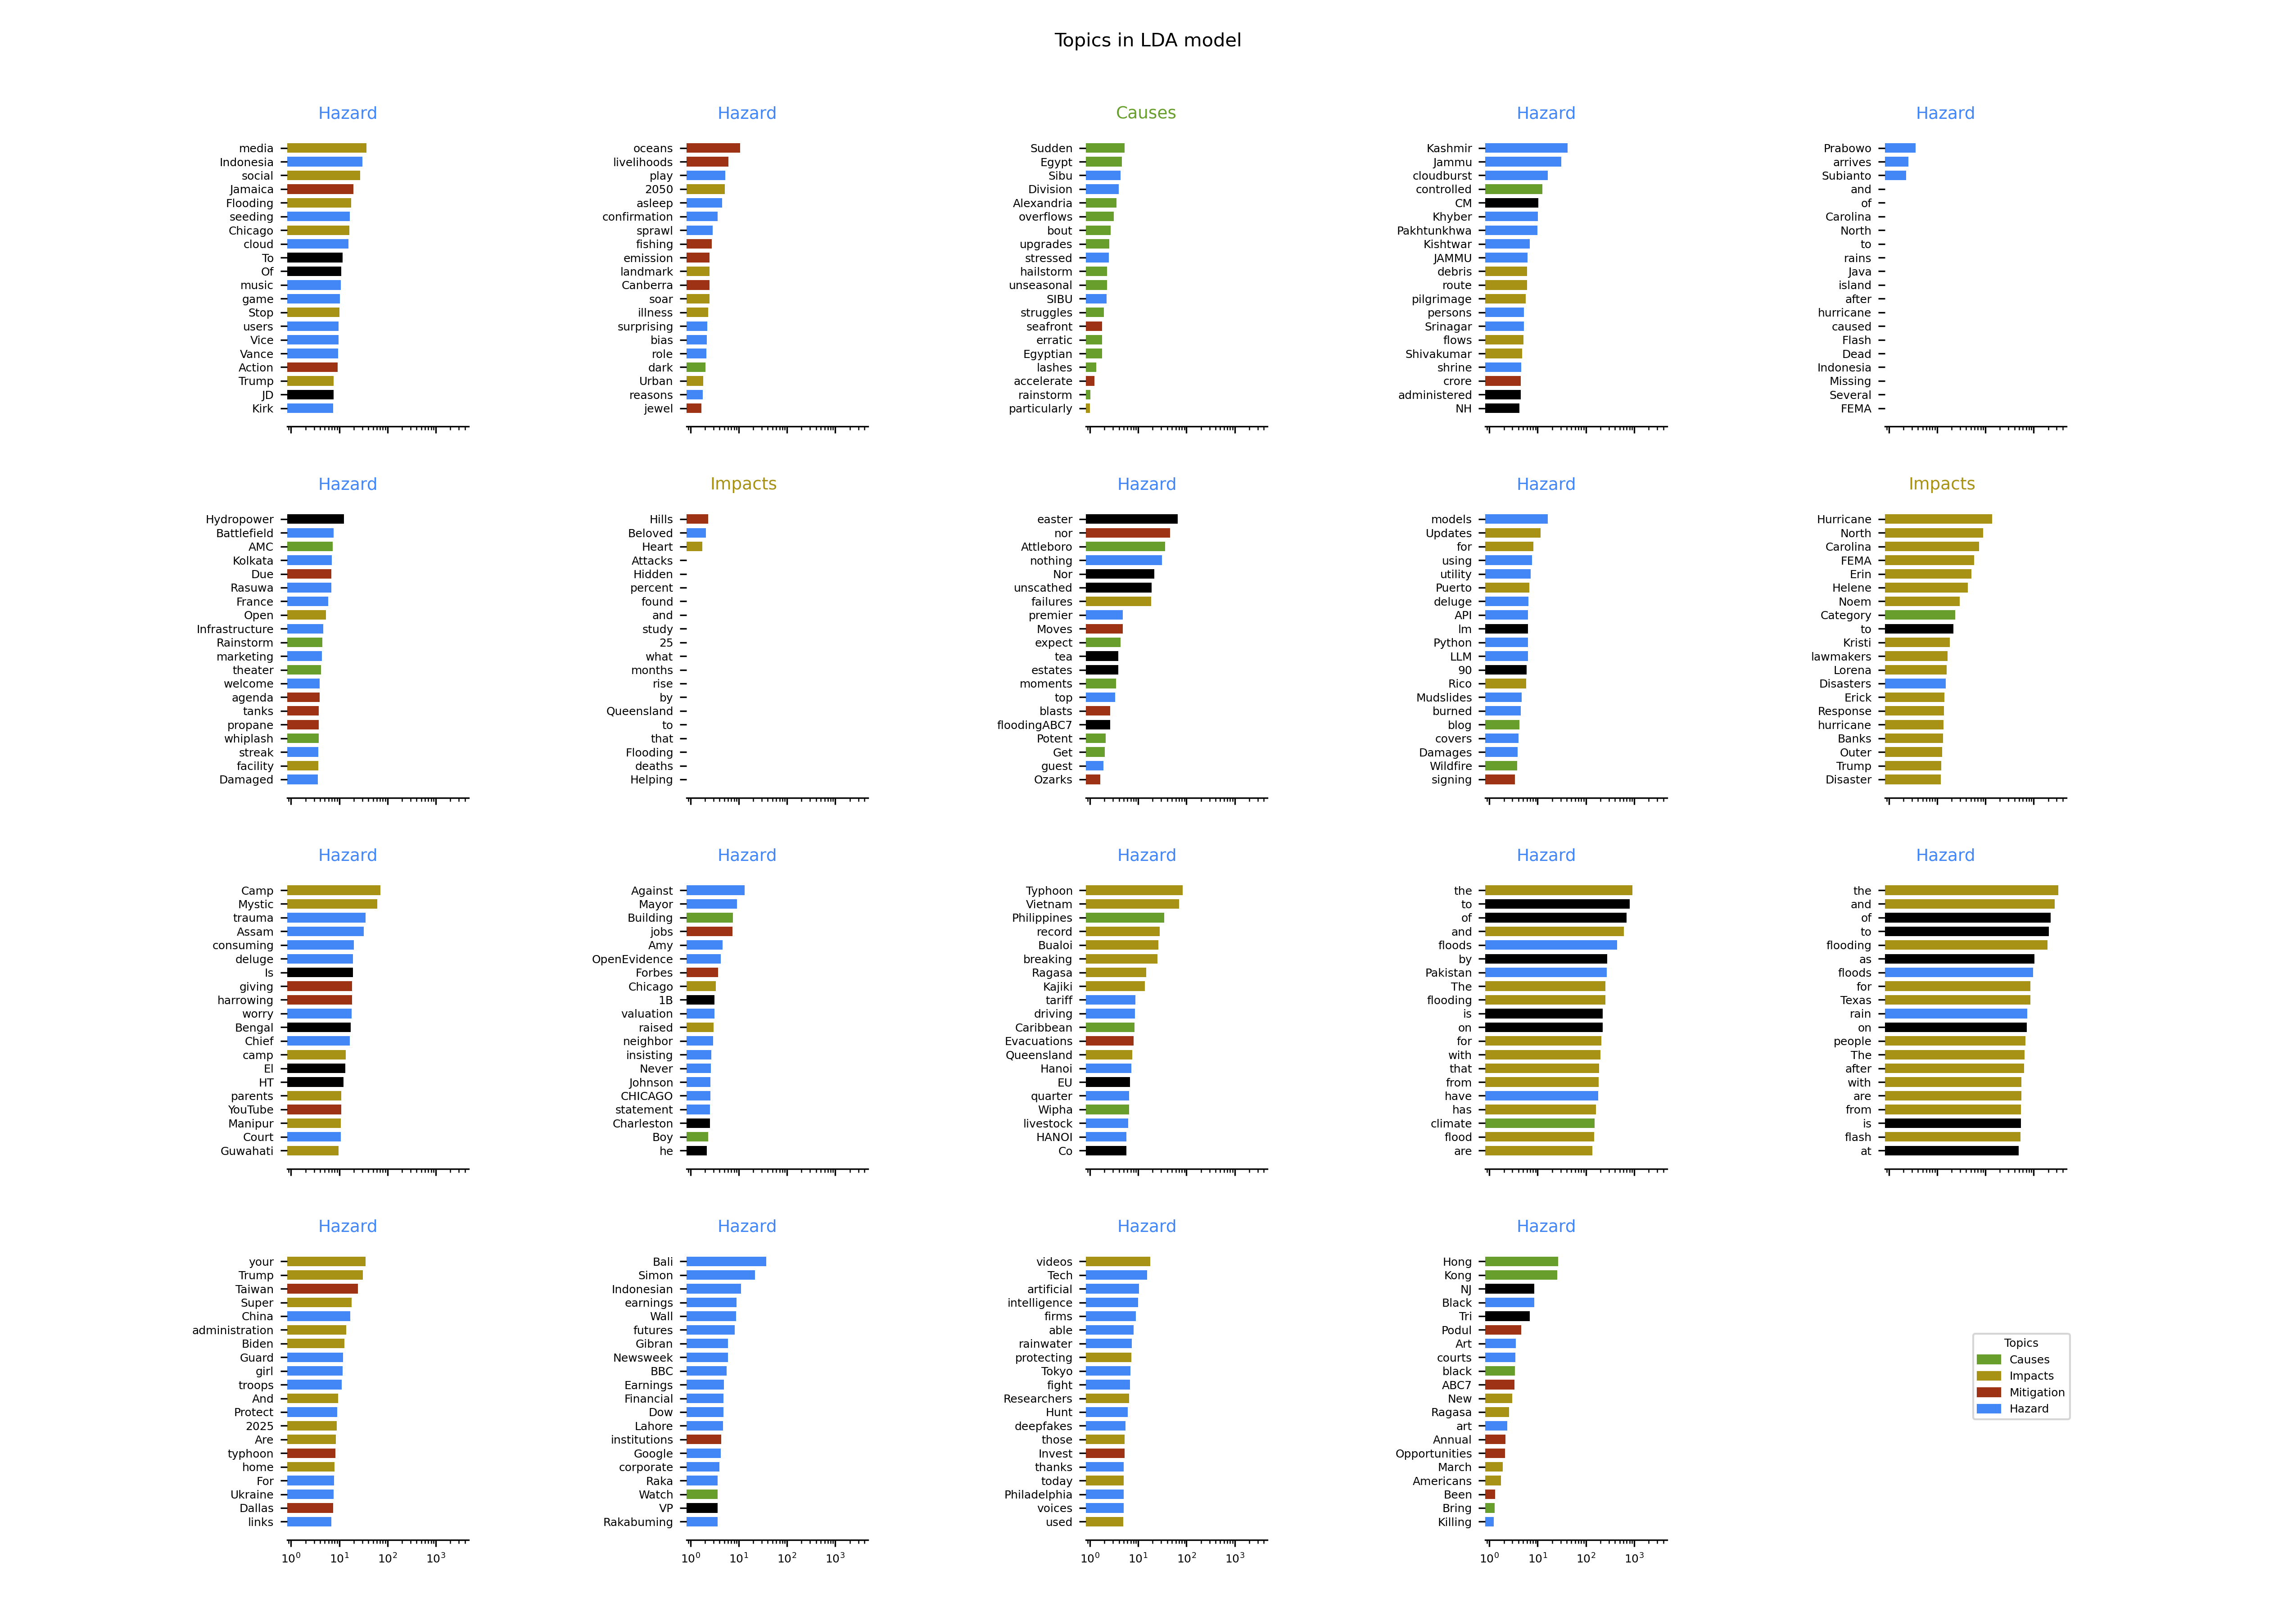 Topics in LDA model
Hazard
media
Indonesia
social
Jamaica
Flooding
seeding
Chicago
cloud
To
Of
music
game
Stop
users
Vice
Vance
Action
Trump
JD
Kirk
Hazard
oceans
livelihoods
play
2050
asleep
confirmation
sprawl
fishing
emission
landmark
Canberra
soar
illness
surprising
bias
role
dark
Urban
reasons
jewel
Causes
Sudden
Egypt
Sibu
Division
Alexandria
overflows
bout
upgrades
stressed
hailstorm
unseasonal
SIBU
struggles
seafront
erratic
Egyptian
lashes
accelerate
rainstorm
particularly
Hazard
Kashmir
Jammu
cloudburst
controlled
CM
Khyber
Pakhtunkhwa
Kishtwar
JAMMU
debris
route
pilgrimage
persons
Srinagar
flows
Shivakumar
shrine
crore
administered
NH
Hazard
Prabowo
arrives
Subianto
and
of
Carolina
North
to
rains
Java
island
after
hurricane
caused
Flash
Dead
Indonesia
Missing
Several
FEMA
Hazard
Hydropower
Battlefield
AMC
Kolkata
Due
Rasuwa
France
Open
Infrastructure
Rainstorm
marketing
theater
welcome
agenda
tanks
propane
whiplash
streak
facility
Damaged
Impacts
Hills
Beloved
Heart
Attacks
Hidden
percent
found
and
study
25
what
months
rise
by
Queensland
to
that
Flooding
deaths
Helping
Hazard
easter
nor
Attleboro
nothing
Nor
unscathed
failures
premier
Moves
expect
tea
estates
moments
top
blasts
floodingABC7
Potent
Get
guest
Ozarks
Hazard
models
Updates
for
using
utility
Puerto
deluge
API
lm
Python
LLM
90
Rico
Mudslides
burned
blog
covers
Damages
Wildfire
signing
Impacts
Hurricane
North
Carolina
FEMA
Erin
Helene
Noem
Category
to
Kristi
lawmakers
Lorena
Disasters
Erick
Response
hurricane
Banks
Outer
Trump
Disaster
Hazard
Camp
Mystic
trauma
Assam
consuming
deluge
Is
giving
harrowing
worry
Bengal
Chief
camp
El
HT
parents
YouTube
Manipur
Court
Guwahati
Hazard
Against
Mayor
Building
jobs
Amy
OpenEvidence
Forbes
Chicago
1B
valuation
raised
neighbor
insisting
Never
Johnson
CHICAGO
statement
Charleston
Boy
he
Hazard
Typhoon
Vietnam
Philippines
record
Bualoi
breaking
Ragasa
Kajiki
tariff
driving
Caribbean
Evacuations
Queensland
Hanoi
EU
quarter
Wipha
livestock
HANOI
Co
Hazard
the
to
of
and
floods
by
Pakistan
The
flooding
is
on
for
with
that
from
have
has
climate
flood
are
Hazard
the
and
of
to
flooding
as
floods
for
Texas
rain
on
people
The
after
with
are
from
is
flash
at
Hazard
your
Trump
Taiwan
Super
China
administration
Biden
Guard
girl
troops
And
Protect
2025
Are
typhoon
home
For
Ukraine
Dallas
links
10⁰ 10¹ 10² 10³
Hazard
Bali
Simon
Indonesian
earnings
Wall
futures
Gibran
Newsweek
BBC
Earnings
Financial
Dow
Lahore
institutions
Google
corporate
Raka
Watch
VP
Rakabuming
10⁰ 10¹ 10² 10³
Hazard
videos
Tech
artificial
intelligence
firms
able
rainwater
protecting
Tokyo
fight
Researchers
Hunt
deepfakes
those
Invest
thanks
today
Philadelphia
voices
used
10⁰ 10¹ 10² 10³
Hazard
Hong
Kong
NJ
Black
Tri
Podul
Art
courts
black
ABC7
New
Ragasa
art
Annual
Opportunities
March
Americans
Been
Bring
Killing
10⁰ 10¹ 10² 10³
Topics
Causes
Impacts
Mitigation
Hazard